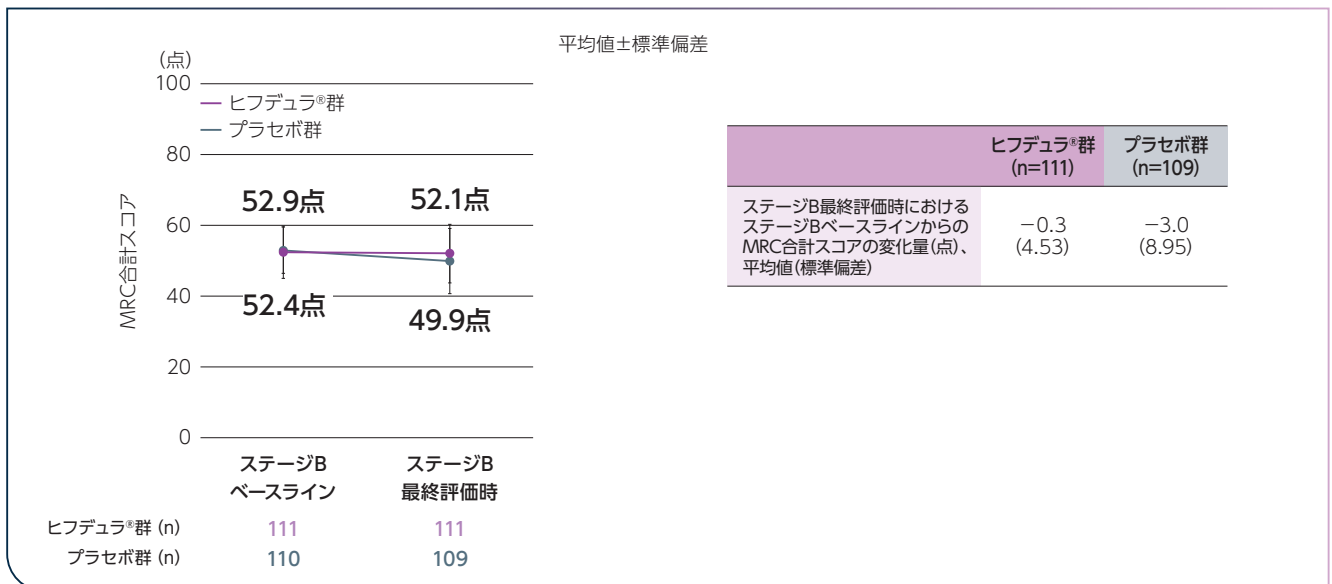 平均値±標準偏差
(点)
100
80
60
40
20
0
MRC合計スコア
ヒフデュラ®群
プラセボ群
52.9点
52.1点
52.4点
49.9点
ステージB
ベースライン
ステージB
最終評価時
ヒフデュラ®群 (n) 111 111
プラセボ群 (n) 110 109
ヒフデュラ®群 プラセボ群
(n=111) (n=109)
ステージB最終評価時における
ステージBベースラインからの
MRC合計スコアの変化量(点)、
平均値(標準偏差)
−0.3 −3.0
(4.53) (8.95)